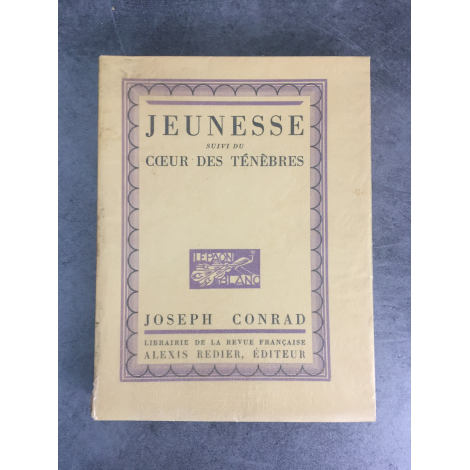 JEUNESSE
SUIVI DU
CŒUR DES TÉNÈBRES
LE PAON
BLANC
JOSEPH CONRAD
LIBRAIRIE DE LA REVUE FRANÇAISE
ALEXIS REDIER, ÉDITEUR